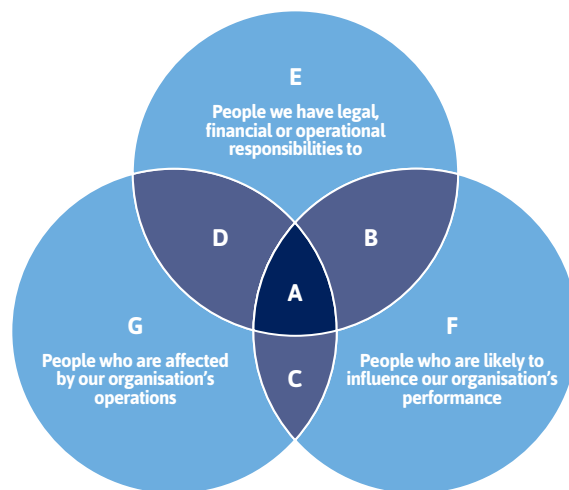 E
People we have legal,
financial or operational
responsibilities to
D
B
A
G
People who are affected
by our organisation's
operations
F
People who are likely to
influence our organisation's
performance
C